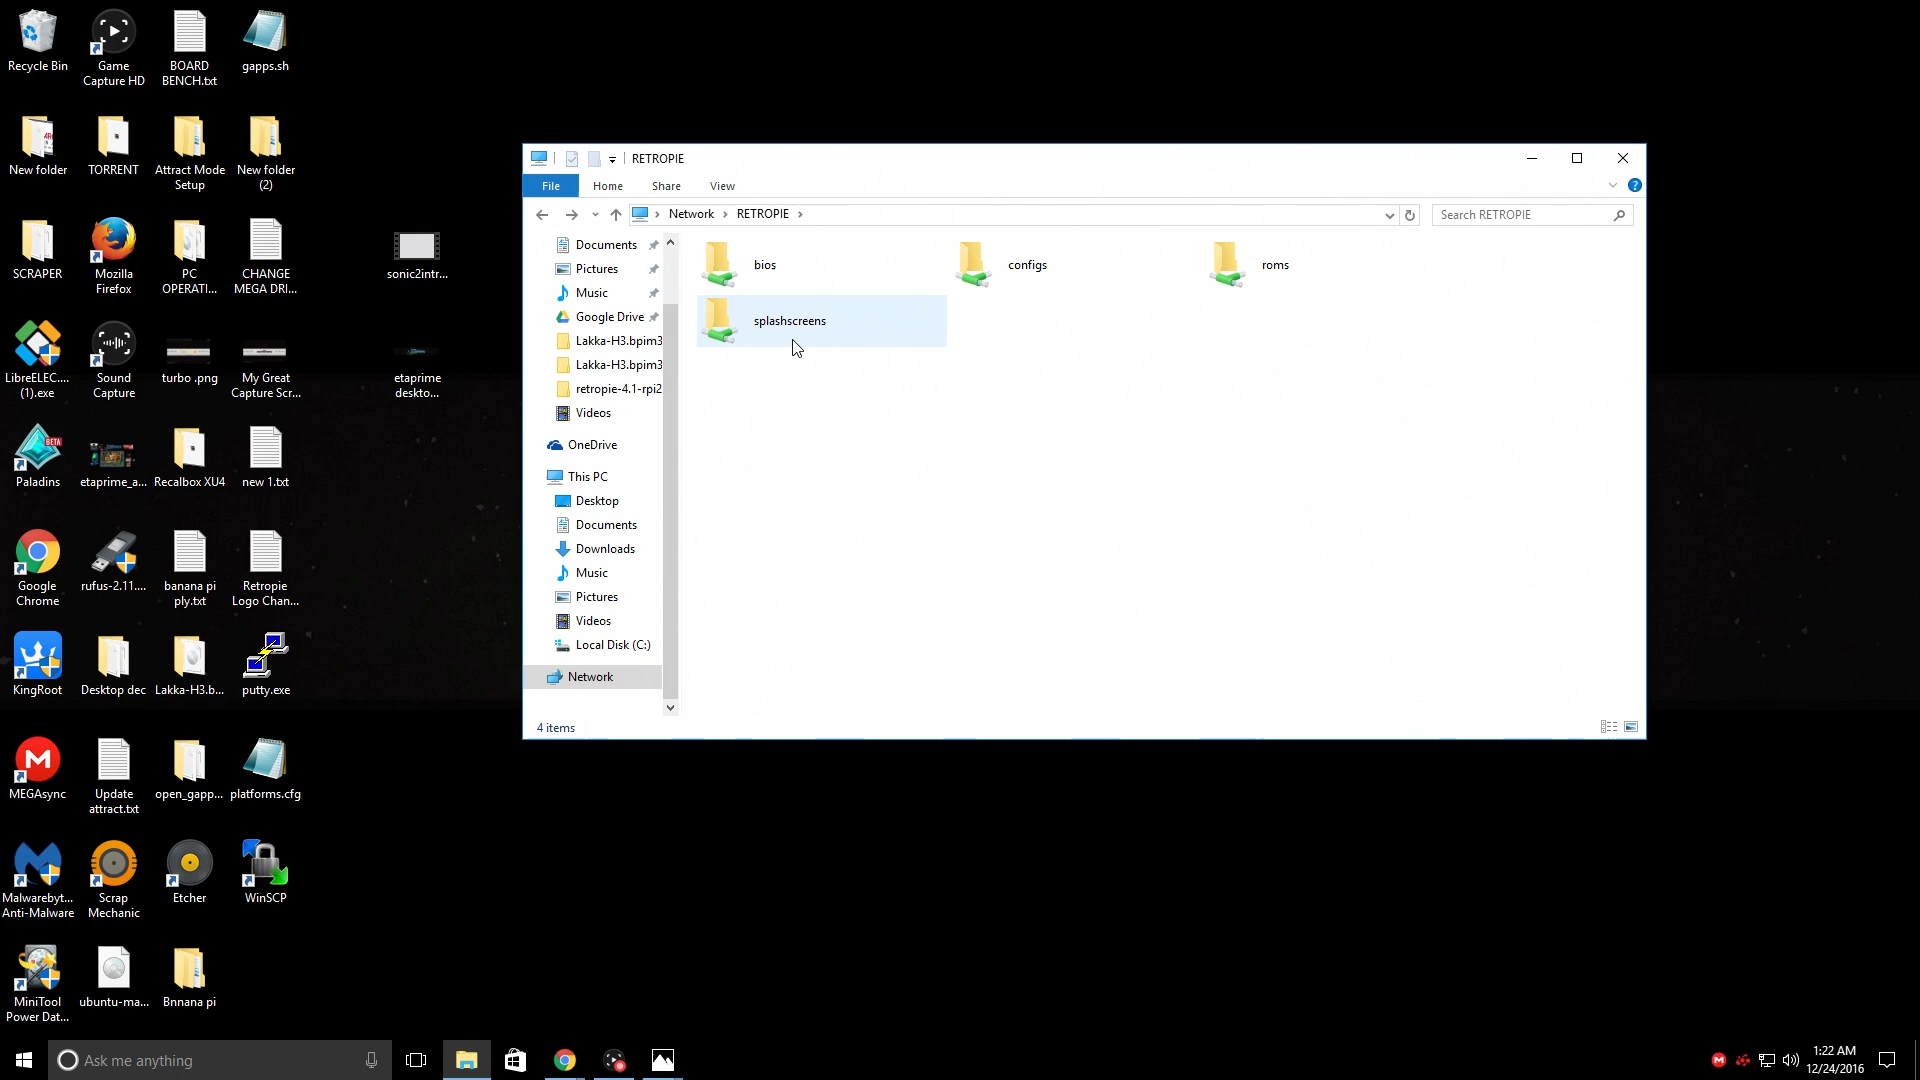 Recycle Bin
Game
Capture HD
BOARD
BENCH.txt
gapps.sh
New folder
TORRENT
Attract Mode
Setup
New folder
(2)
SCRAPER
Mozilla
Firefox
PC
OPERATI...
CHANGE
MEGA DRI...
sonic2intr...
LibreELEC....
(1).exe
Sound
Capture
turbo .png
My Great
Capture Scr...
etaprime
deskto...
Paladins
etaprime_a...
Recalbox XU4
new 1.txt
Google
Chrome
rufus-2.11....
banana pi
ply.txt
Retropie
Logo Chan...
KingRoot
Desktop dec
Lakka-H3.b...
putty.exe
MEGAsync
Update
attract.txt
open_gapp...
platforms.cfg
Malwarebyt...
Anti-Malware
Scrap
Mechanic
Etcher
WinSCP
MiniTool
Power Dat...
ubuntu-ma...
Bnnana pi
RETROPIE
File
Home
Share
View
Network
RETROPIE
Search RETROPIE
Documents
Pictures
Music
Google Drive
Lakka-H3.bpim3
Lakka-H3.bpim3
retropie-4.1-rpi2
Videos
OneDrive
This PC
Desktop
Documents
Downloads
Music
Pictures
Videos
Local Disk (C:)
Network
bios
configs
roms
splashscreens
4 items
Ask me anything
1:22 AM
12/24/2016